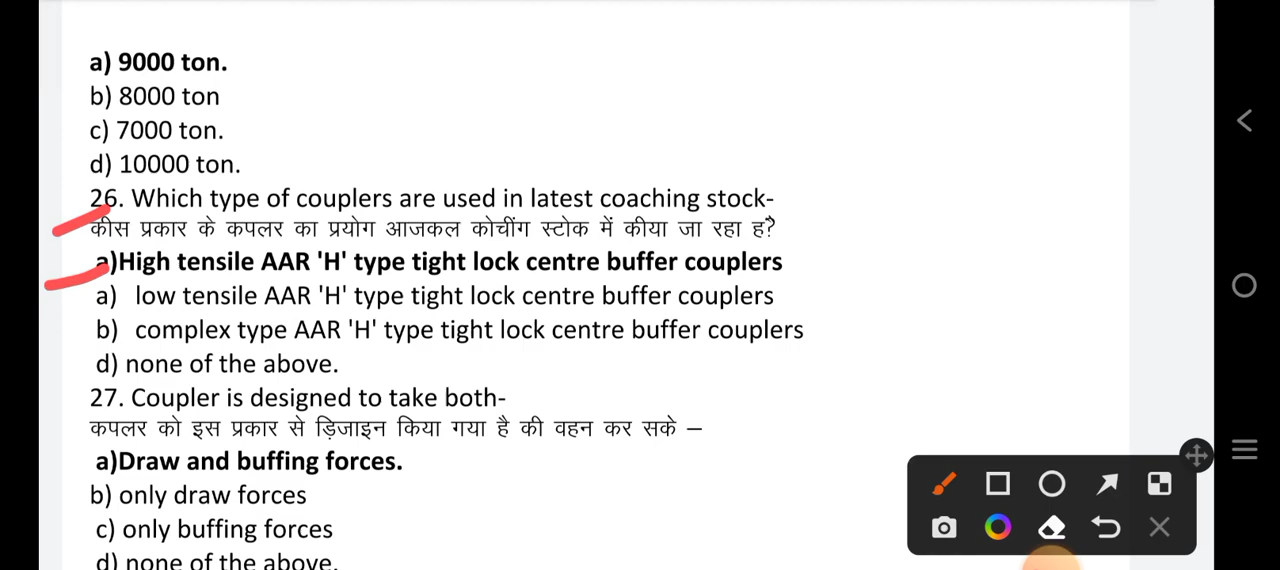 a) 9000 ton.
b) 8000 ton
c) 7000 ton.
d) 10000 ton.
26. Which type of couplers are used in latest coaching stock-
कीस प्रकार के कपलर का प्रयोग आजकल कोचींग स्टोक में कीया जा रहा है?
a)High tensile AAR 'H' type tight lock centre buffer couplers
a) low tensile AAR 'H' type tight lock centre buffer couplers
b) complex type AAR 'H' type tight lock centre buffer couplers
d) none of the above.
27. Coupler is designed to take both-
कपलर को इस प्रकार से ड़िजाइन किया गया है की वहन कर सके –
a)Draw and buffing forces.
b) only draw forces
c) only buffing forces
d) none of the above.